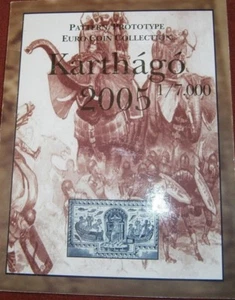 PATTERN/PROTOTYPE
EURO COIN COLLECTION
Karthágó
2005 1/7,000